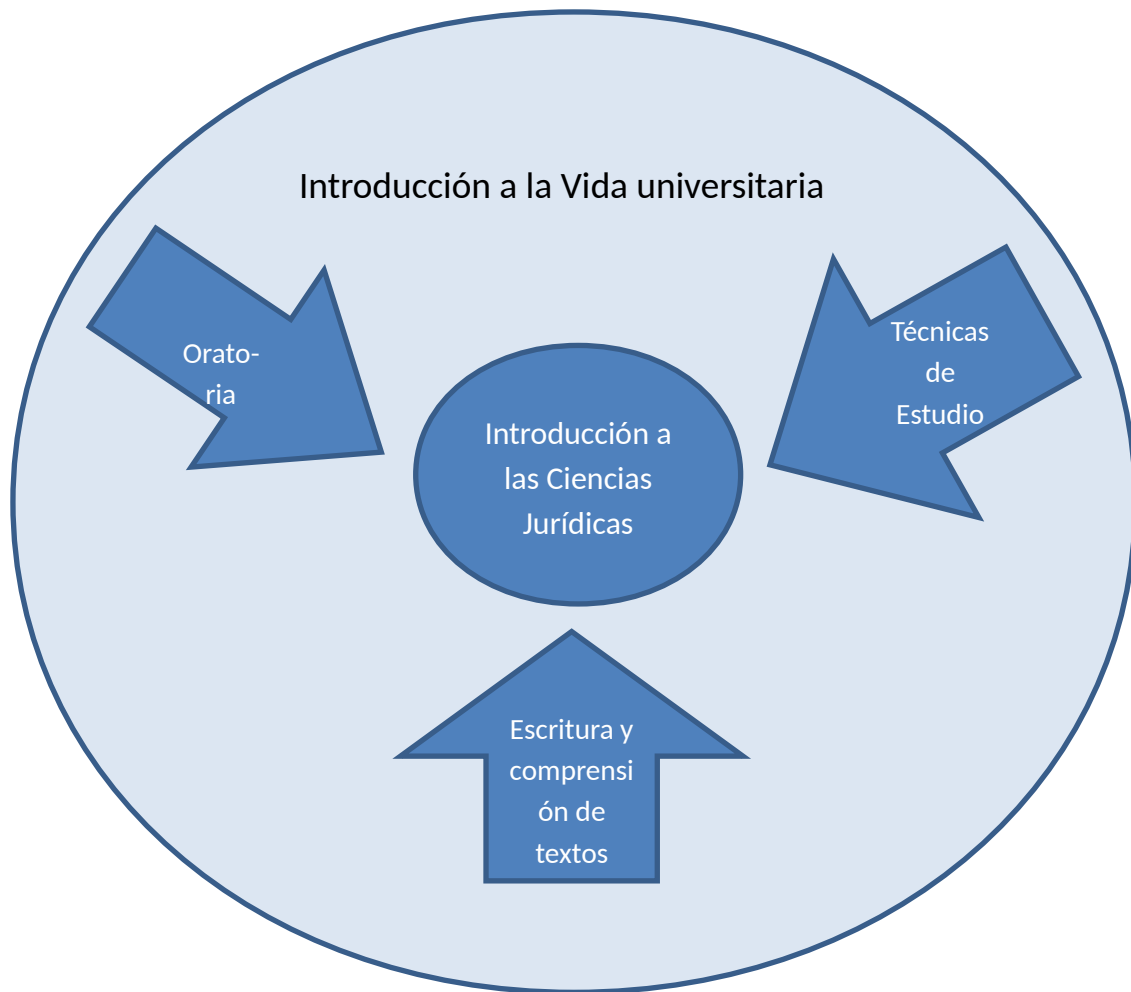 Introducción a la Vida universitaria
Orato-
ria
Técnicas
de
Estudio
Introducción a
las Ciencias
Jurídicas
Escritura y
comprensi
ón de
textos